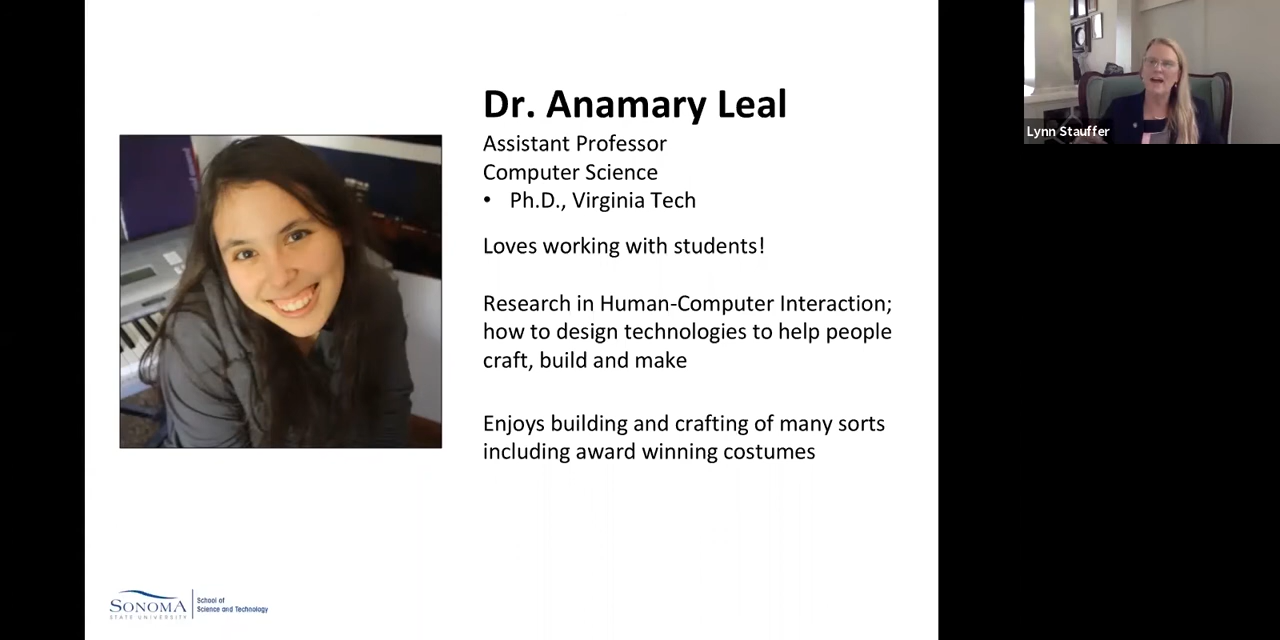 Dr. Anamary Leal
Assistant Professor
Computer Science
• Ph.D., Virginia Tech
Loves working with students!
Research in Human-Computer Interaction;
how to design technologies to help people
craft, build and make
Enjoys building and crafting of many sorts
including award winning costumes
Lynn Stauffer
SONOMA
STATE UNIVERSITY
School of
Science and Technology